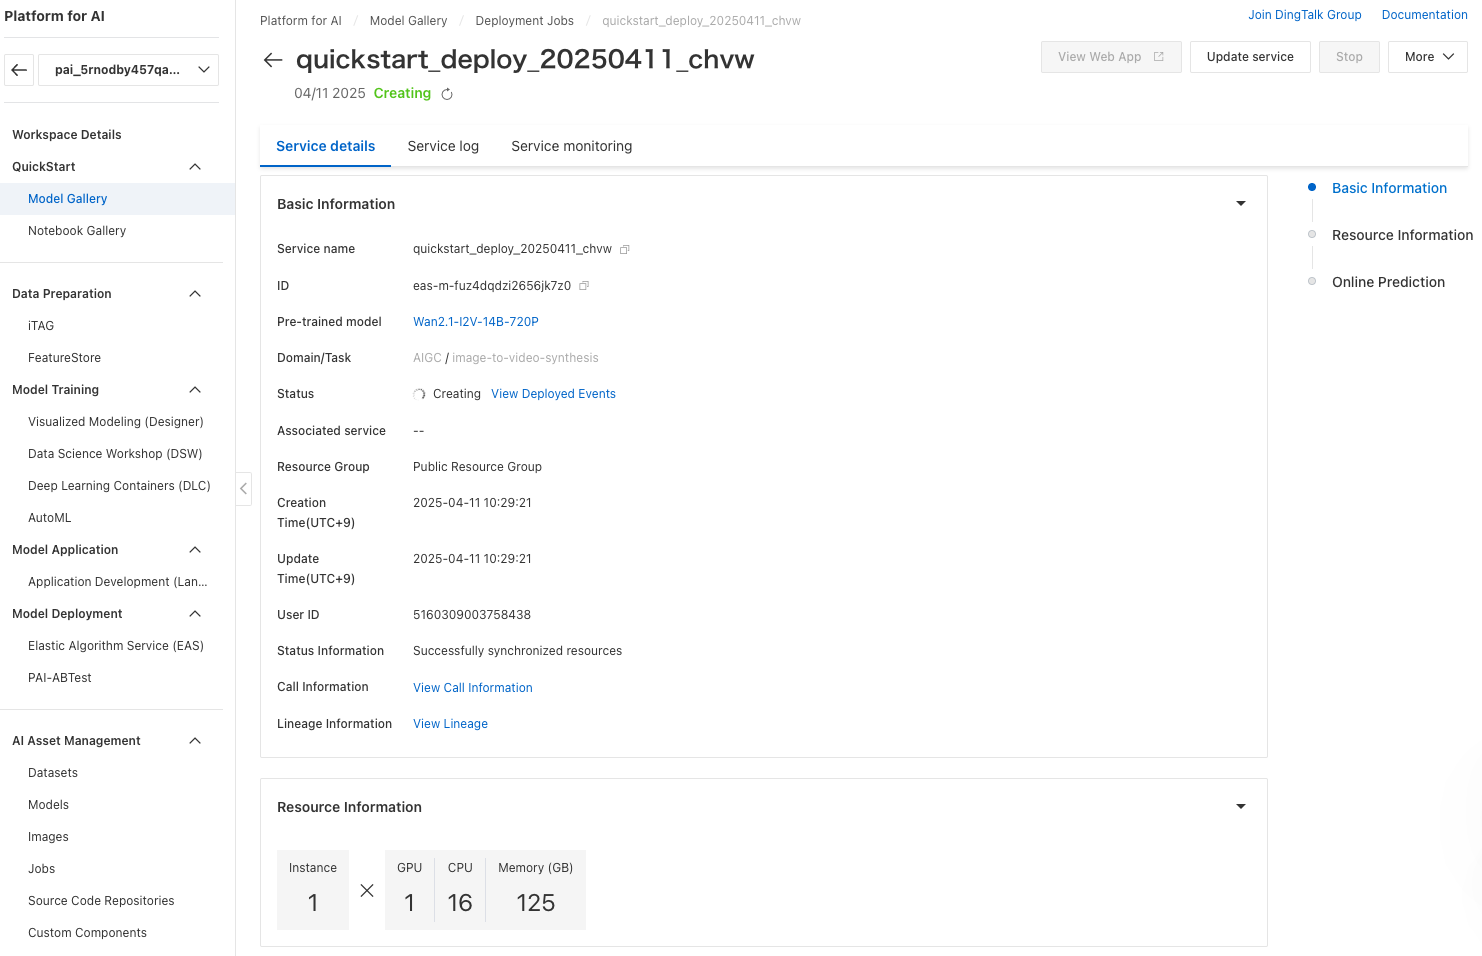 Platform for AI
pai_5rnodby457qa...
Workspace Details
QuickStart
Model Gallery
Notebook Gallery
Data Preparation
iTAG
FeatureStore
Model Training
Visualized Modeling (Designer)
Data Science Workshop (DSW)
Deep Learning Containers (DLC)
AutoML
Model Application
Application Development (Lan...
Model Deployment
Elastic Algorithm Service (EAS)
PAI-ABTest
AI Asset Management
Datasets
Models
Images
Jobs
Source Code Repositories
Custom Components
Platform for AI / Model Gallery / Deployment Jobs / quickstart_deploy_20250411_chvw
Join DingTalk Group Documentation
quickstart_deploy_20250411_chvw
View Web App Update service Stop More
04/11 2025 Creating
Service details Service log Service monitoring
Basic Information
Service name quickstart_deploy_20250411_chvw
ID eas-m-fuz4dqdzi2656jk7z0
Pre-trained model Wan2.1-I2V-14B-720P
Domain/Task AIGC / image-to-video-synthesis
Status Creating View Deployed Events
Associated service --
Resource Group Public Resource Group
Creation 2025-04-11 10:29:21
Time(UTC+9)
Update 2025-04-11 10:29:21
Time(UTC+9)
User ID 5160309003758438
Status Information Successfully synchronized resources
Call Information View Call Information
Lineage Information View Lineage
Resource Information
Instance GPU CPU Memory (GB)
1 1 16 125
Basic Information
Resource Information
Online Prediction